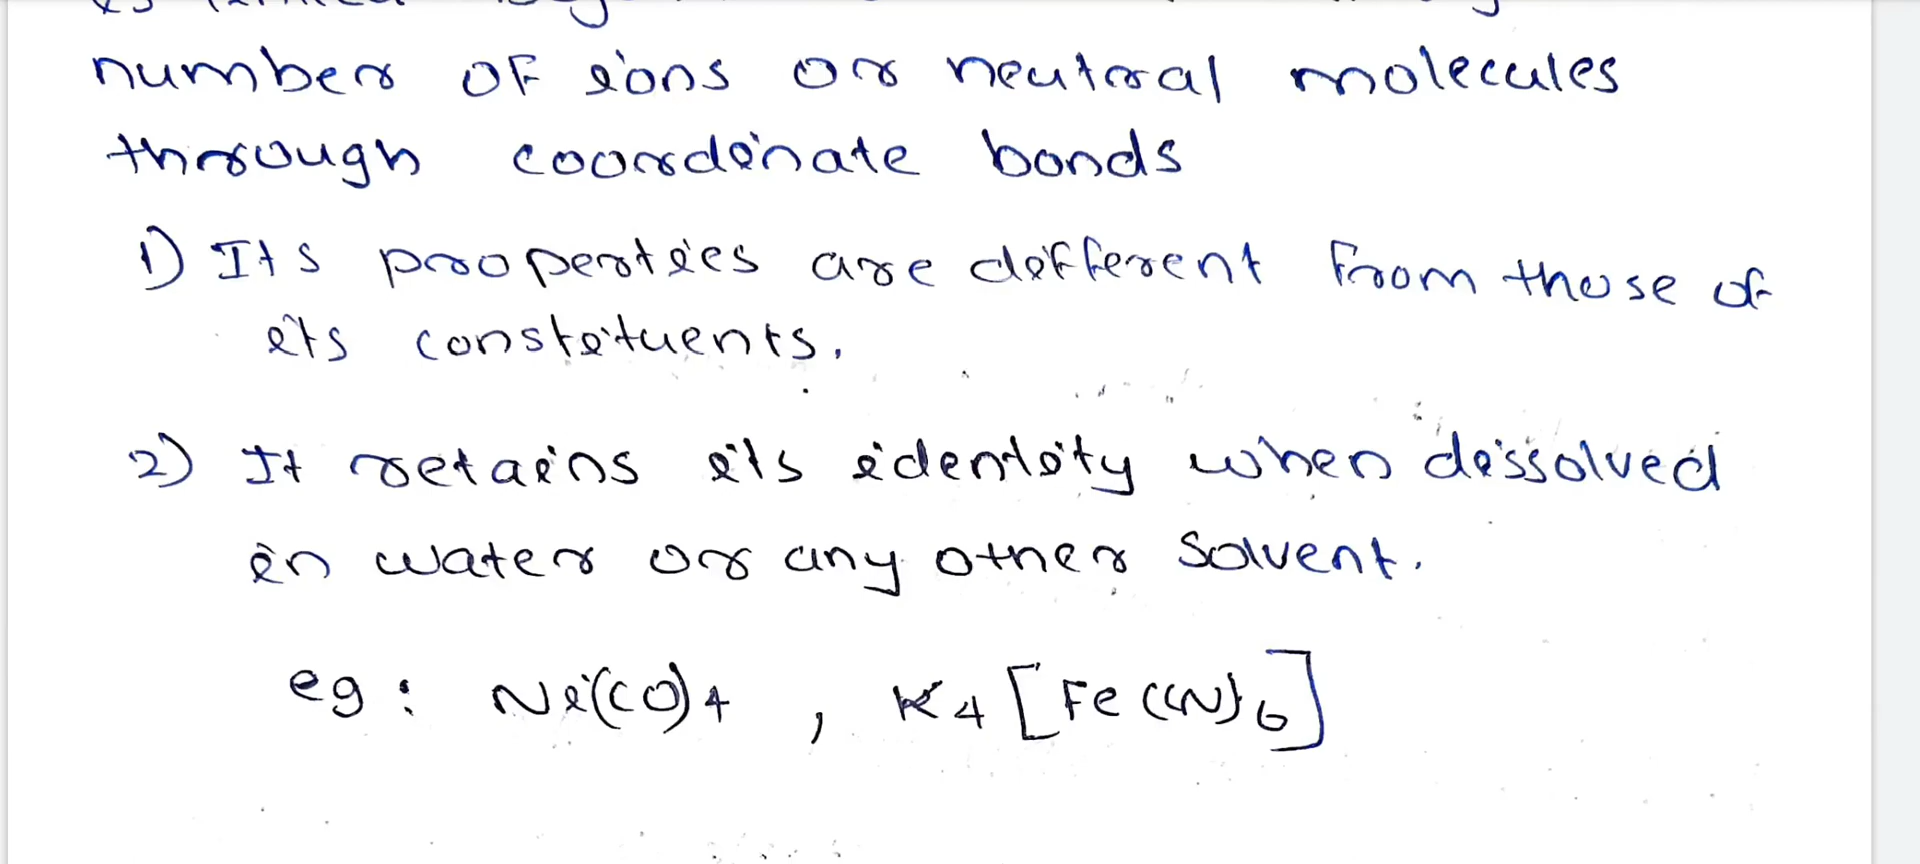 number of ions or neutral molecules
through coordinate bonds
1) Its properties are different from those of
its constituents.
2) It retains its identity when dissolved
in water or any other solvent.
eg : Ni(CO)4 , K4 [Fe(CN)6]